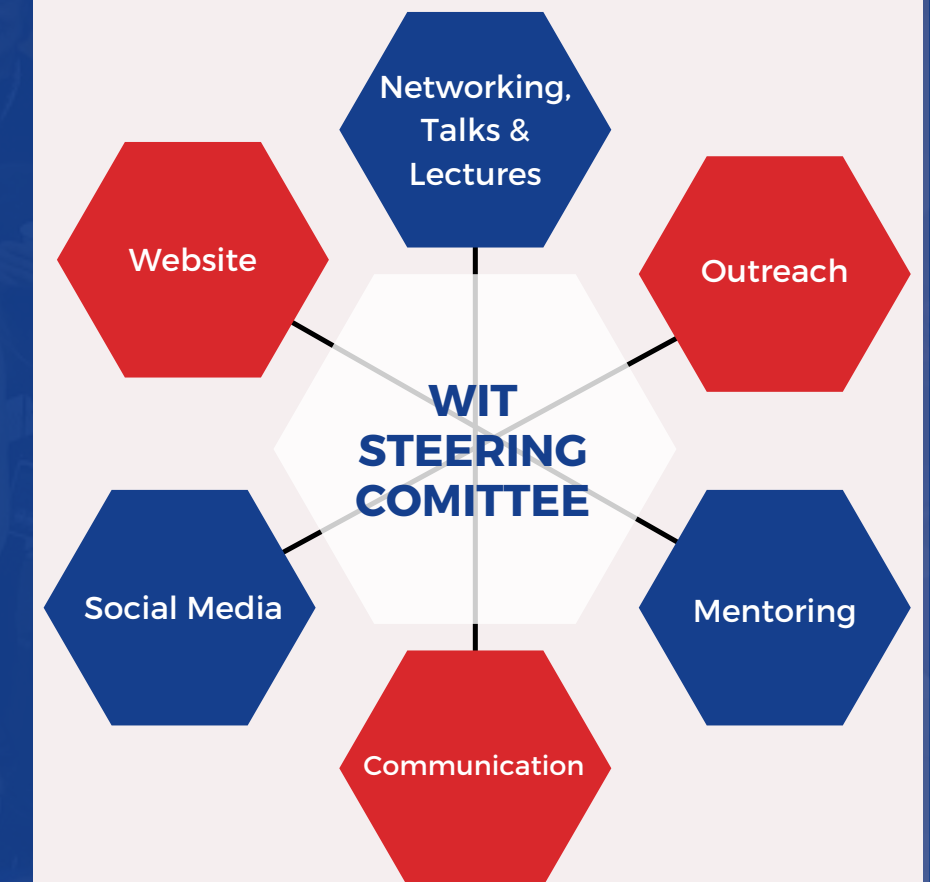 Networking,
Talks &
Lectures
Website
Outreach
WIT
STEERING
COMITTEE
Social Media
Mentoring
Communication